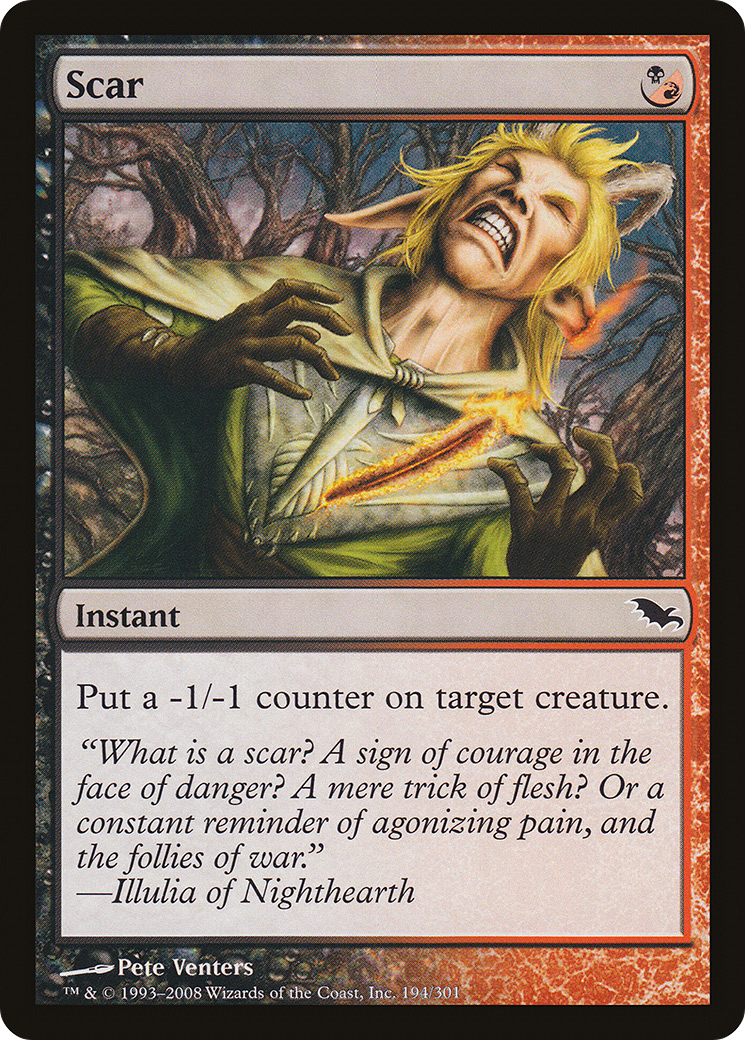 Scar
Instant
Put a -1/-1 counter on target creature.
“What is a scar? A sign of courage in the
face of danger? A mere trick of flesh? Or a
constant reminder of agonizing pain, and
the follies of war.”
—Illulia of Nighthearth
Pete Venters
™ & © 1993–2008 Wizards of the Coast, Inc. 194/301